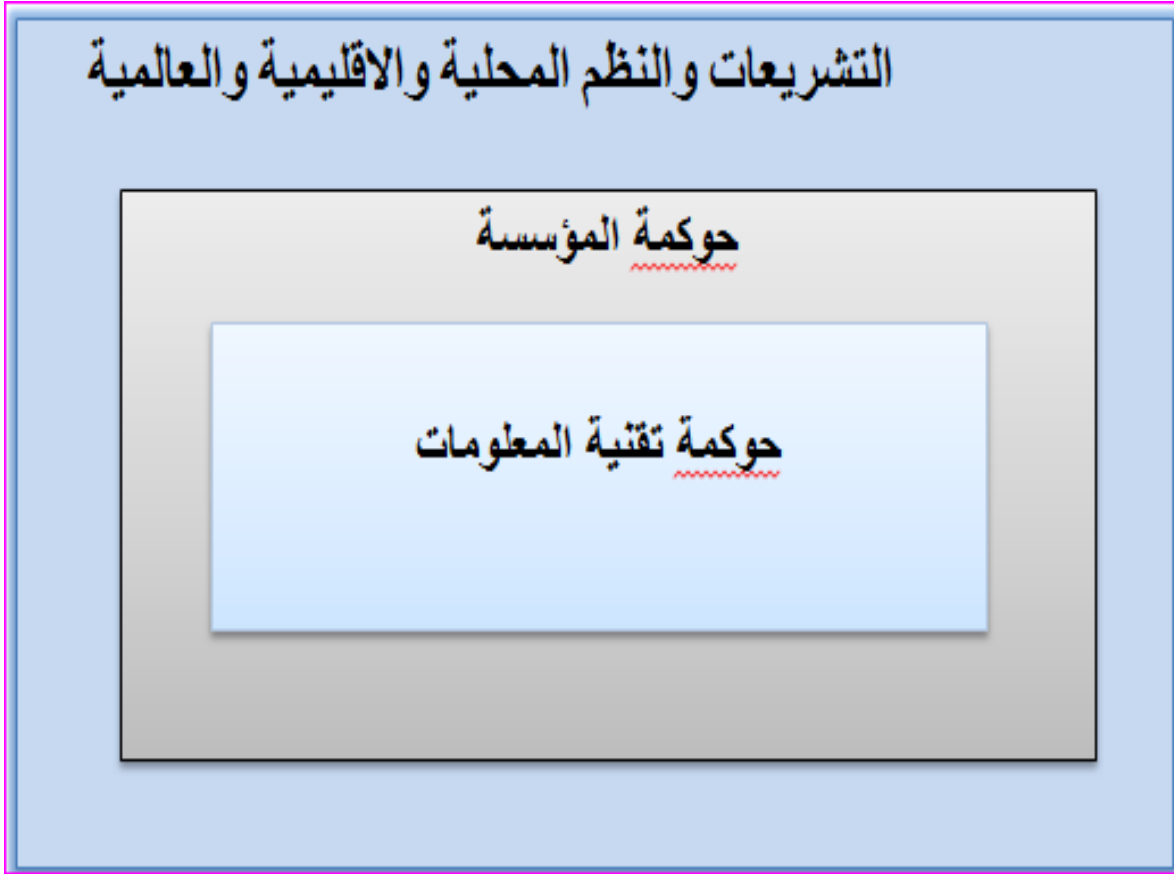 التشريعات والنظم المحلية والاقليمية والعالمية
حوكمة المؤسسة
حوكمة تقنية المعلومات